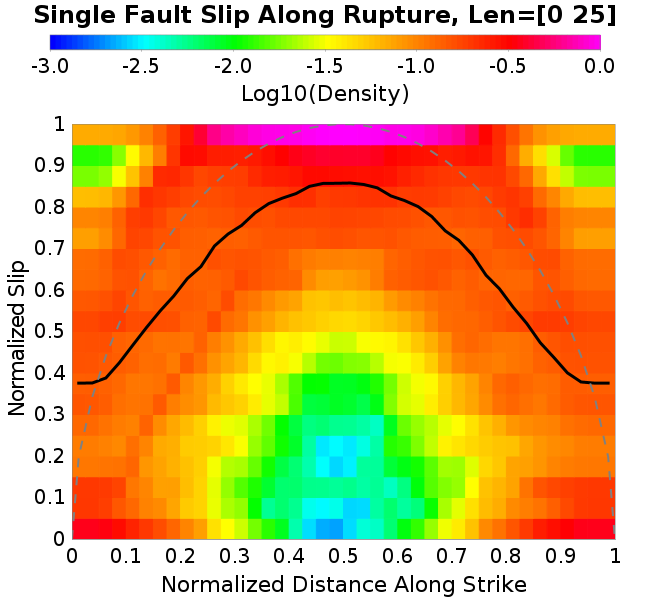 Single Fault Slip Along Rupture, Len=[0 25]
-3.0 -2.5 -2.0 -1.5 -1.0 -0.5 0.0
Log10(Density)
1
0.9
0.8
0.7
0.6
0.5
0.4
0.3
0.2
0.1
0
Normalized Slip
0 0.1 0.2 0.3 0.4 0.5 0.6 0.7 0.8 0.9 1
Normalized Distance Along Strike